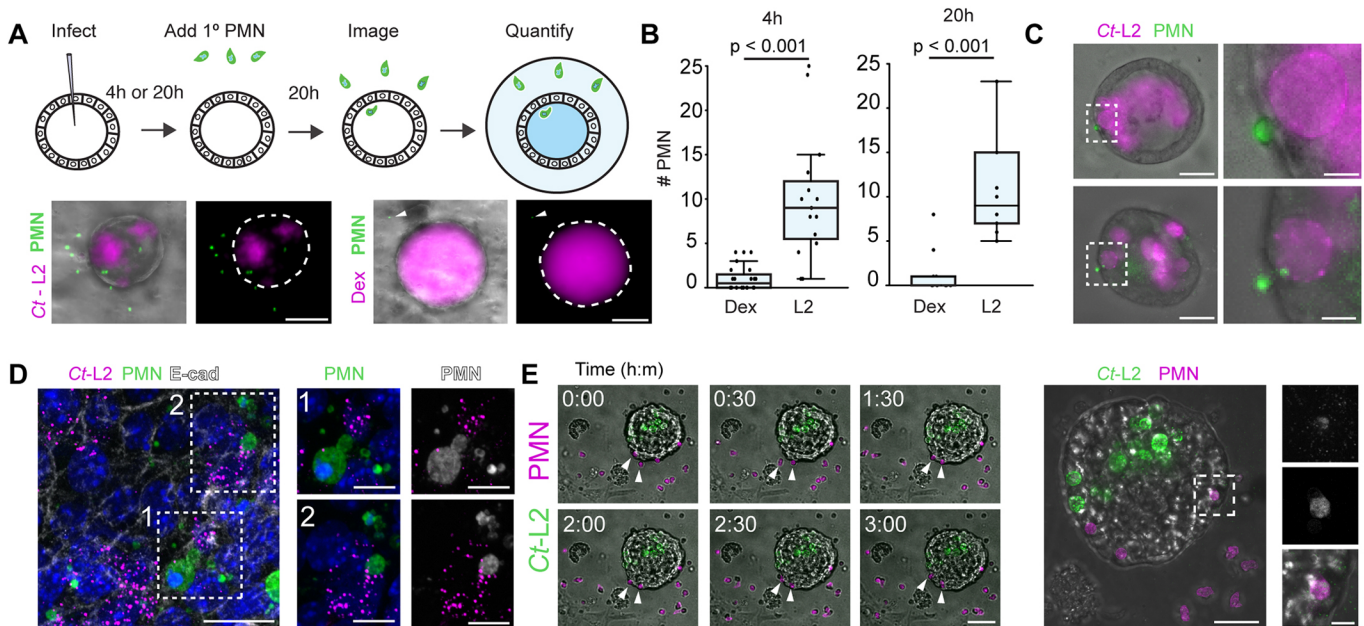 A
Infect
Add 1º PMN
Image
Quantify
4h or 20h
20h
Ct - L2 PMN
Dex PMN
B
4h
20h
p < 0.001
p < 0.001
# PMN
25
20
15
10
5
0
Dex
L2
25
20
15
10
5
0
Dex
L2
C
Ct-L2 PMN
D
Ct-L2 PMN E-cad
2
1
PMN
PMN
1
2
E
Time (h:m)
PMN
Ct-L2
0:00
0:30
1:30
2:00
2:30
3:00
Ct-L2 PMN